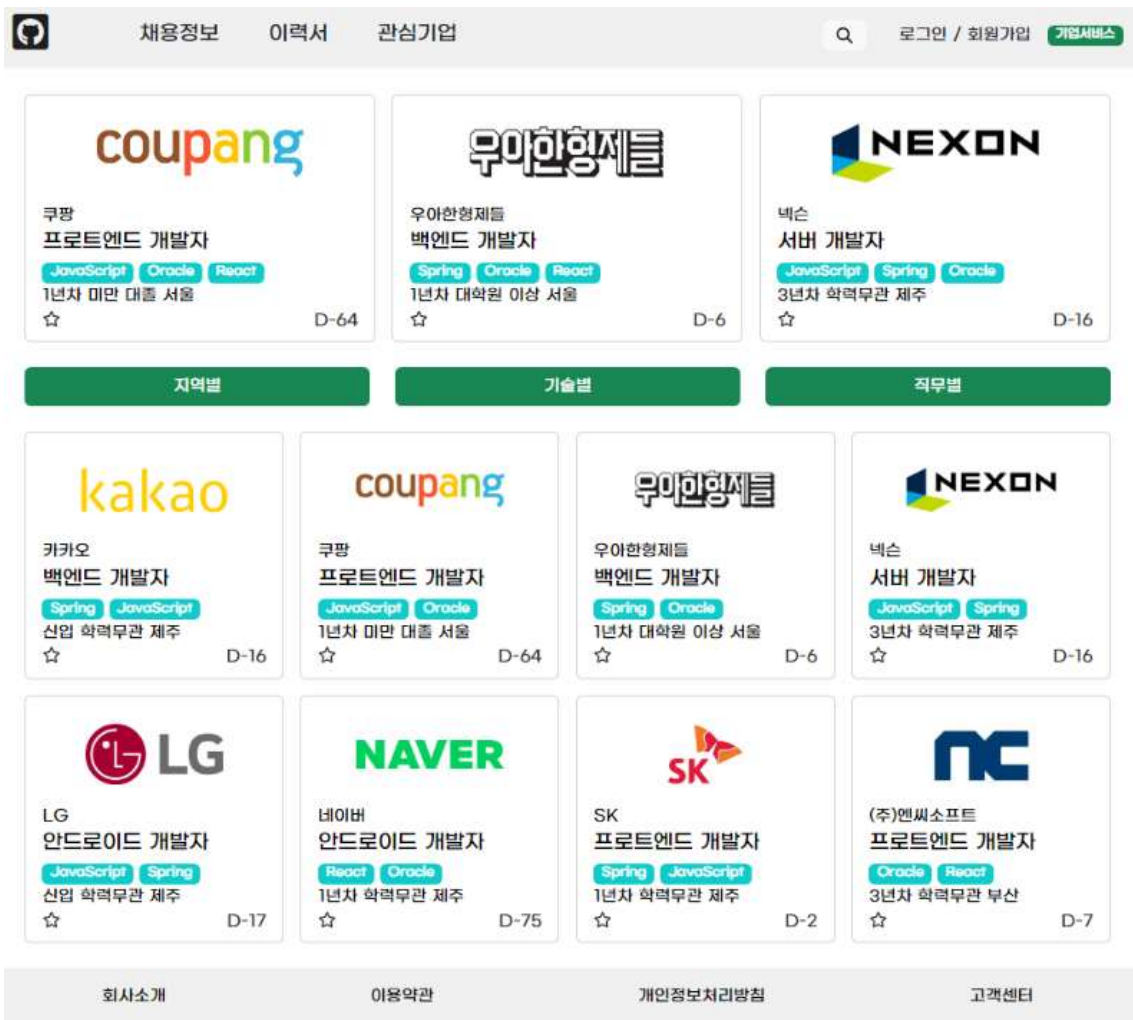 채용정보 이력서 관심기업 로그인 / 회원가입 기업서비스
coupang 우아한형제들 NEXON
쿠팡 우아한형제들 넥슨
프로트엔드 개발자 백엔드 개발자 서버 개발자
JavaScript Oracle React Spring Oracle React JavaScript Spring Oracle
1년차 미만 대졸 서울 1년차 대학원 이상 서울 3년차 학력무관 제주
D-64 D-6 D-16
지역별 기술별 직무별
kakao coupang 우아한형제들 NEXON
카카오 쿠팡 우아한형제들 넥슨
백엔드 개발자 프로트엔드 개발자 백엔드 개발자 서버 개발자
Spring JavaScript JavaScript Oracle Spring Oracle JavaScript Spring
신입 학력무관 제주 1년차 미만 대졸 서울 1년차 대학원 이상 서울 3년차 학력무관 제주
D-16 D-64 D-6 D-16
LG NAVER SK nc
LG 네이버 SK (주)엔씨소프트
안드로이드 개발자 안드로이드 개발자 프로트엔드 개발자 프로트엔드 개발자
JavaScript Spring React Oracle Spring JavaScript Oracle React
신입 학력무관 제주 1년차 학력무관 제주 1년차 학력무관 제주 3년차 학력무관 부산
D-17 D-75 D-2 D-7
회사소개 이용약관 개인정보처리방침 고객센터